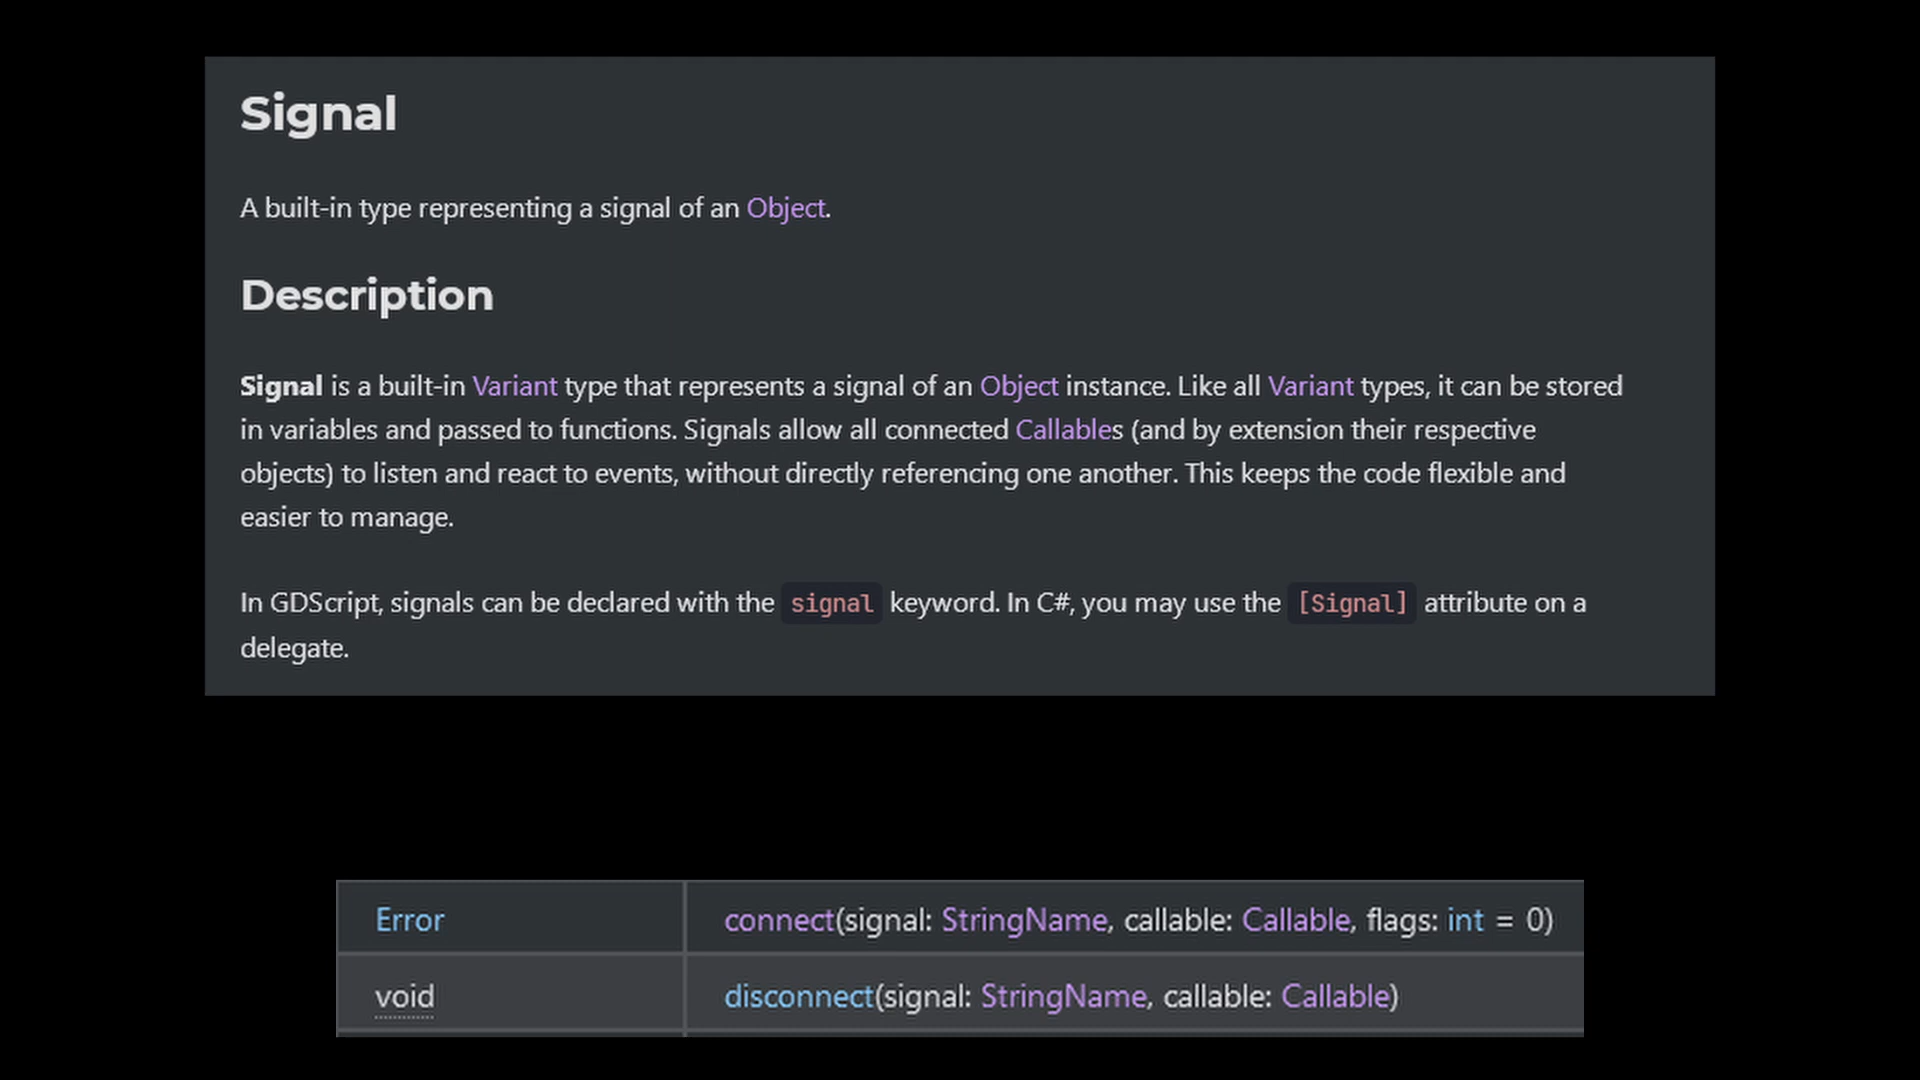 Signal
A built-in type representing a signal of an Object.
Description
Signal is a built-in Variant type that represents a signal of an Object instance. Like all Variant types, it can be stored
in variables and passed to functions. Signals allow all connected Callables (and by extension their respective
objects) to listen and react to events, without directly referencing one another. This keeps the code flexible and
easier to manage.
In GDScript, signals can be declared with the signal keyword. In C#, you may use the [Signal] attribute on a
delegate.
Error connect(signal: StringName, callable: Callable, flags: int = 0)
void disconnect(signal: StringName, callable: Callable)